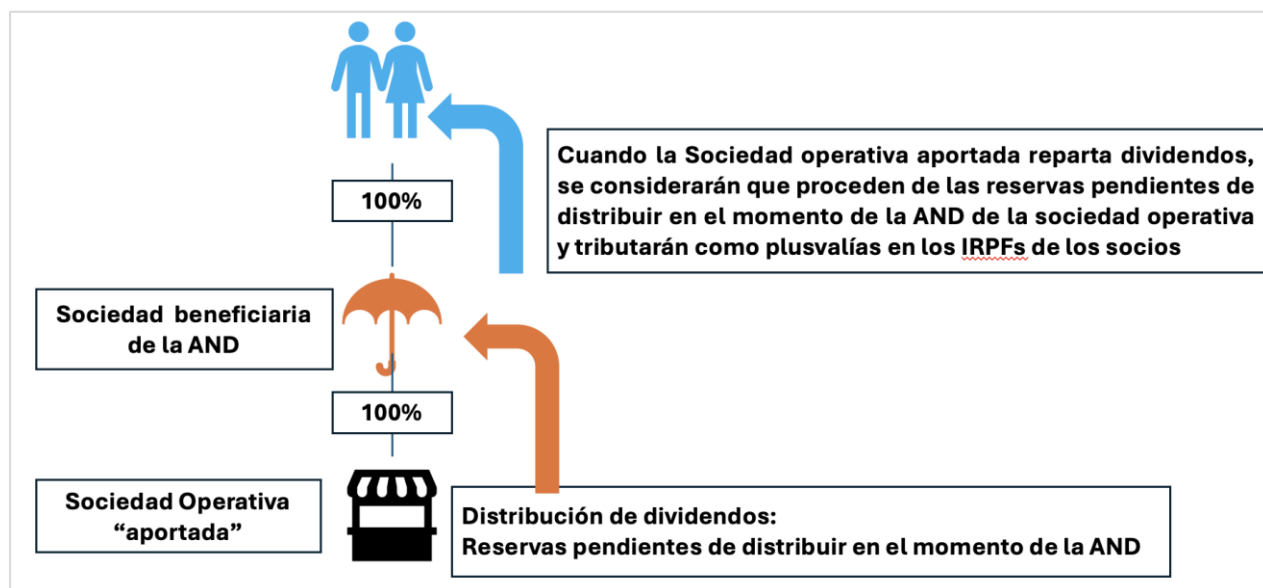 Cuando la Sociedad operativa aportada reparta dividendos,
se considerarán que proceden de las reservas pendientes de
distribuir en el momento de la AND de la sociedad operativa
y tributarán como plusvalías en los IRPFs de los socios
100%
Sociedad beneficiaria
de la AND
100%
Sociedad Operativa
“aportada”
Distribución de dividendos:
Reservas pendientes de distribuir en el momento de la AND